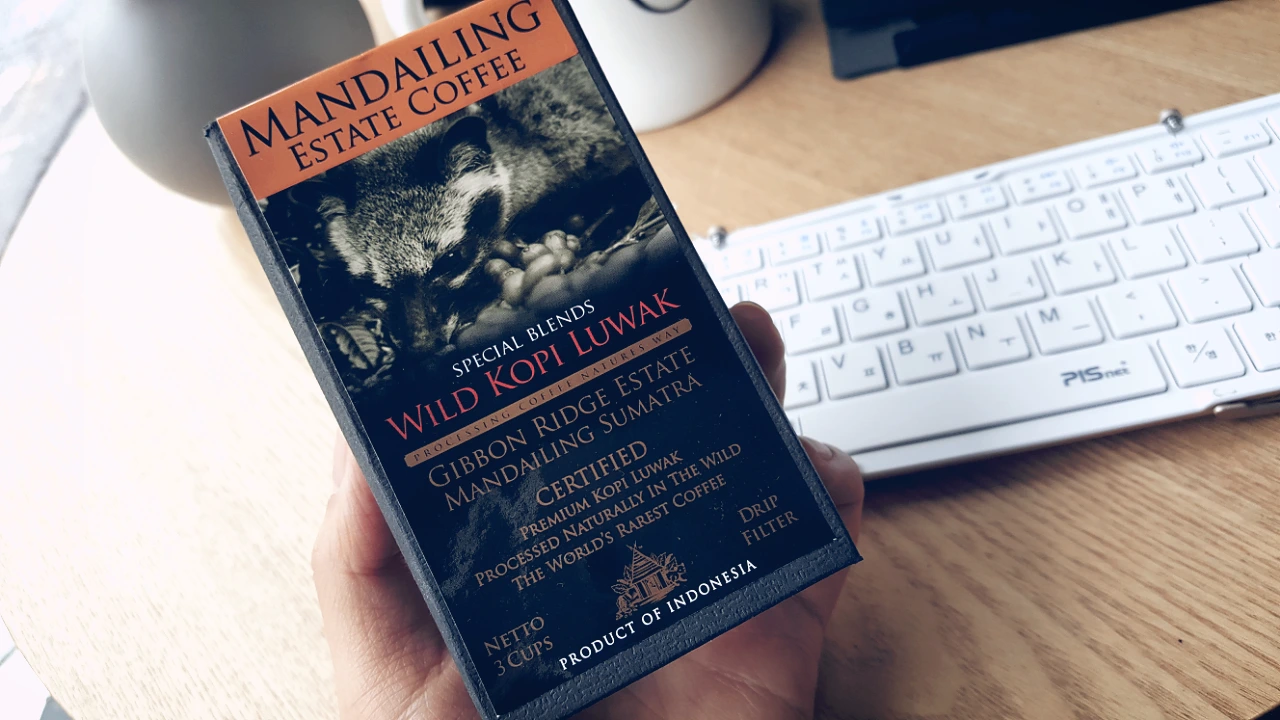 MANDAILING
ESTATE COFFEE
SPECIAL BLENDS
WILD KOPI LUWAK
PROCESSING COFFEE NATURES WAY
GIBBON RIDGE ESTATE
MANDAILING SUMATRA
CERTIFIED
PREMIUM KOPI LUWAK
PROCESSED NATURALLY IN THE WILD
THE WORLD'S RAREST COFFEE
DRIP
FILTER
NETTO
3 CUPS
PRODUCT OF INDONESIA
R T ㅅ Y ㅛ U ㅕ I ㅑ O ㅐ P ㅔ
F ㄹ G ㅎ H ㅗ J ㅓ K ㅏ L ㅣ
V ㅍ B ㅠ N ㅜ M ㅡ < >
PISnet
한/영